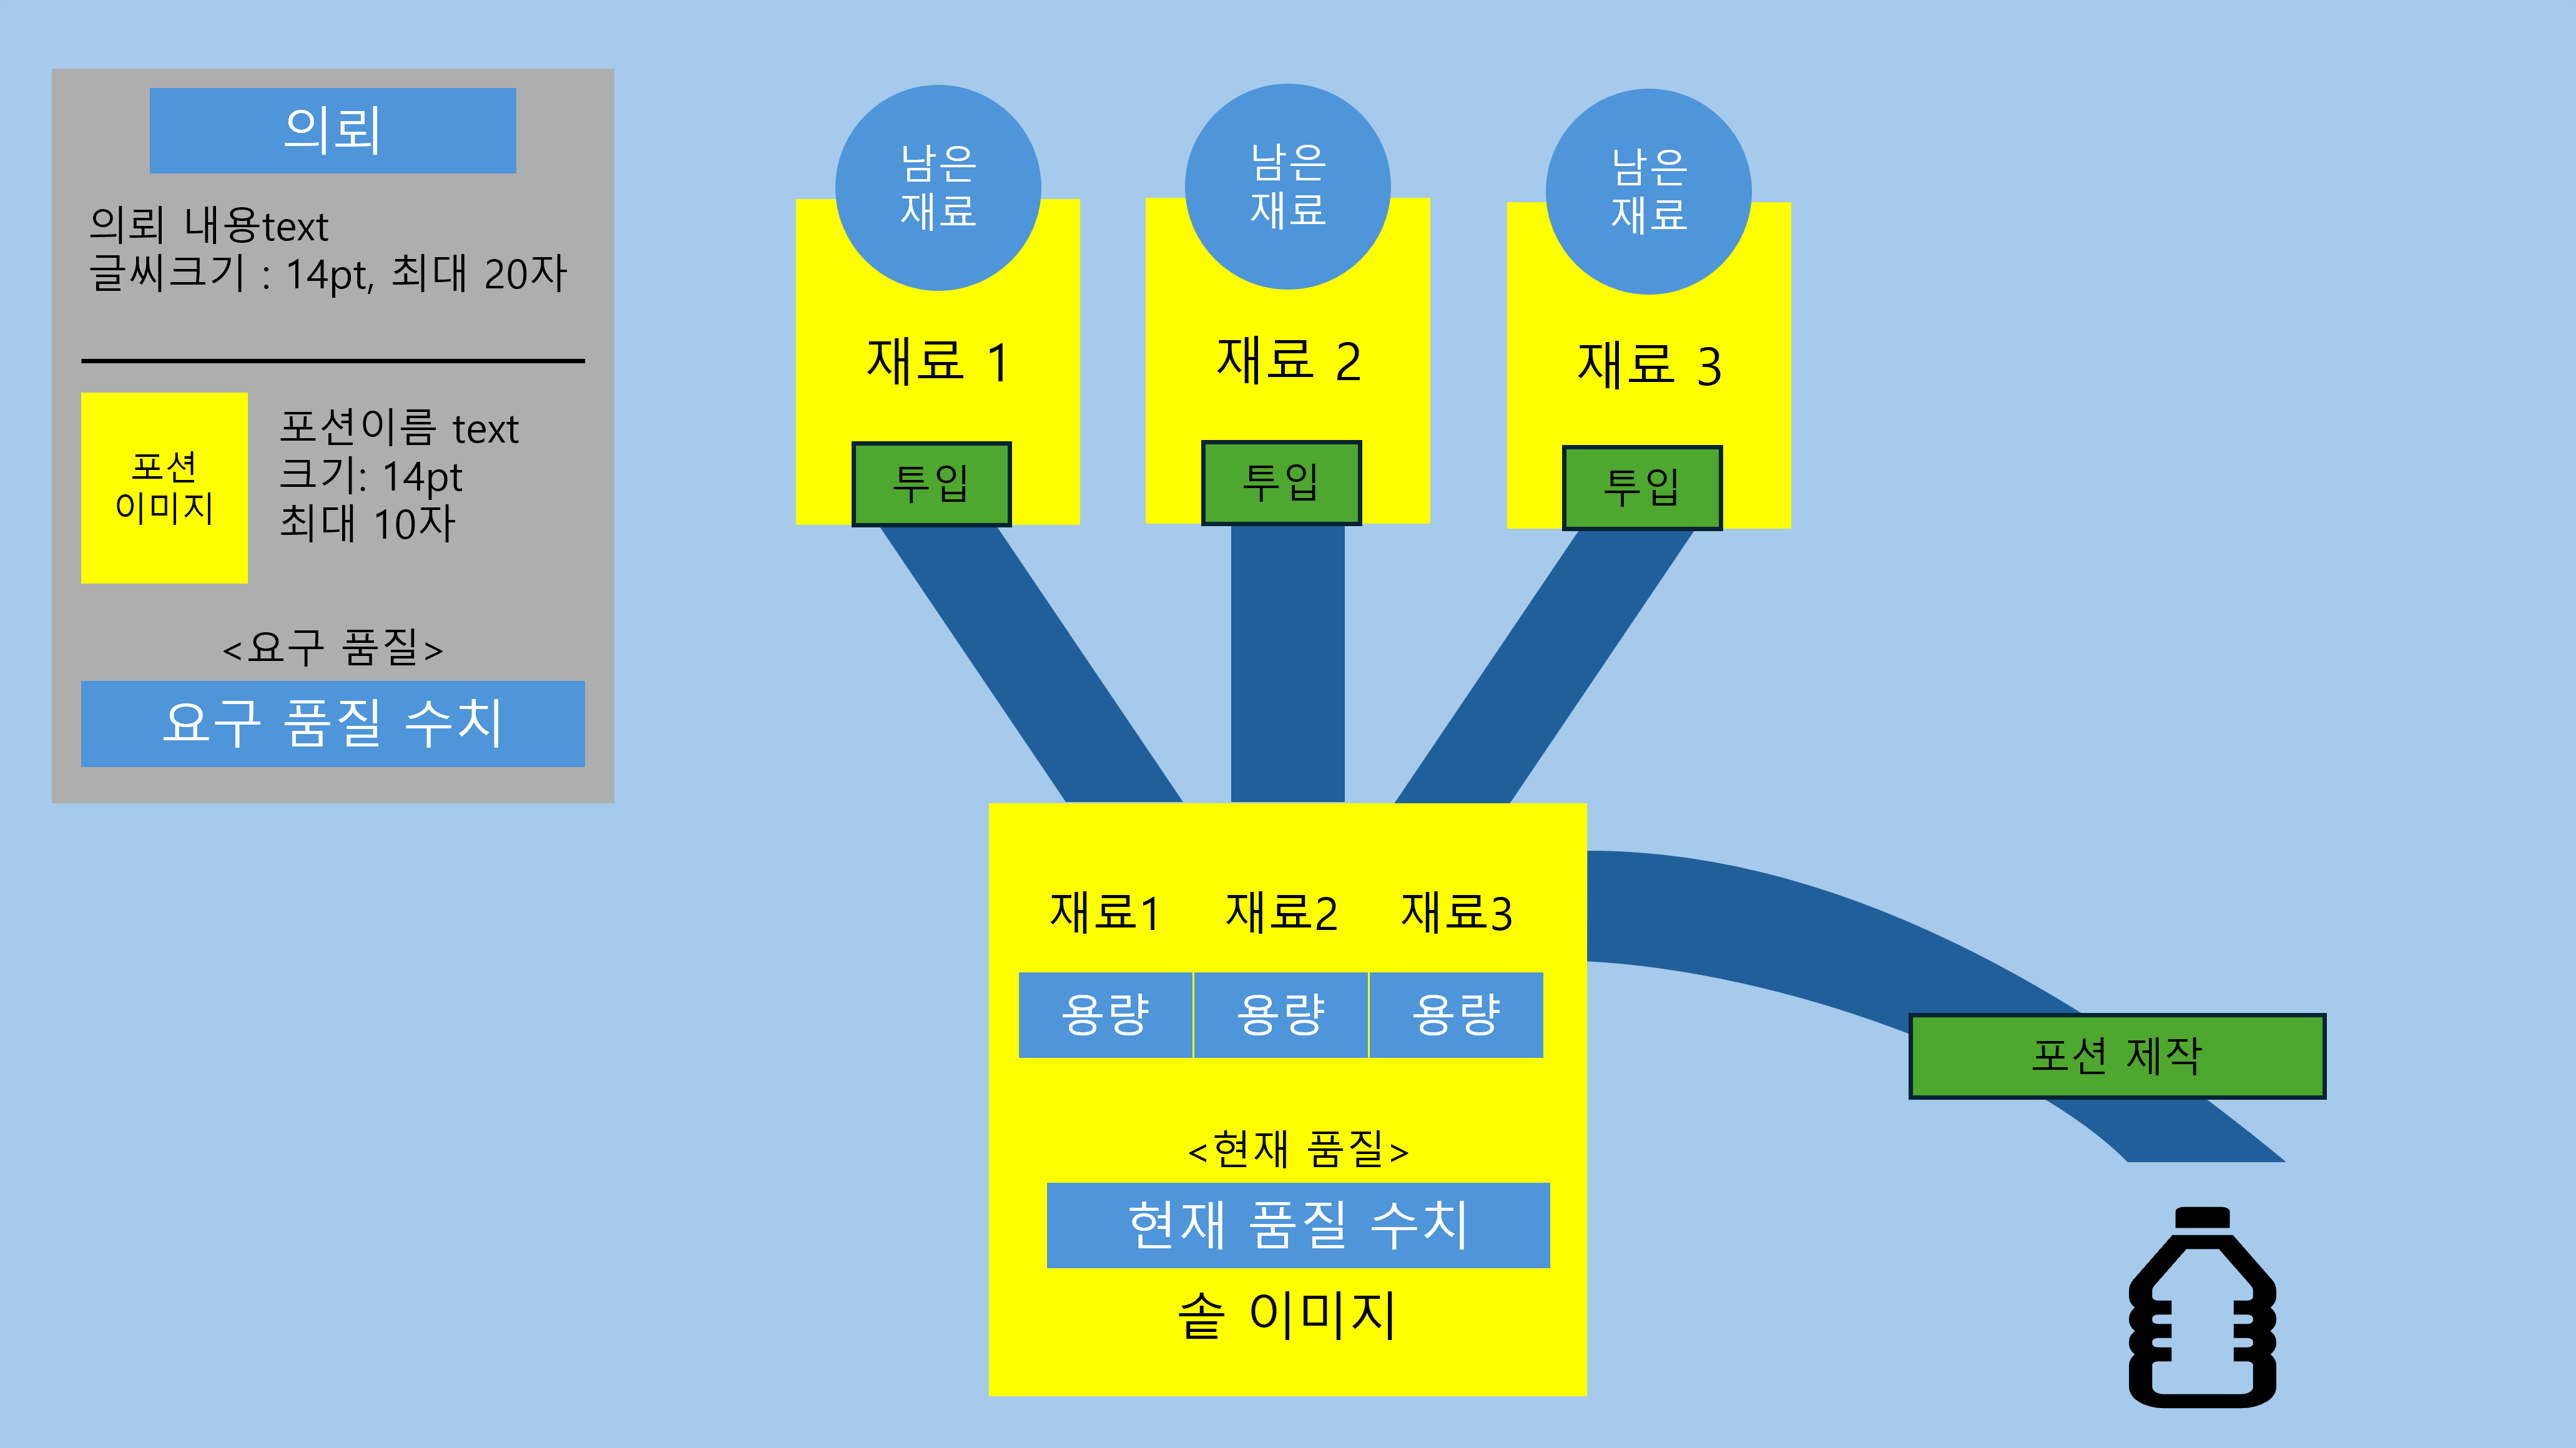 의뢰
의뢰 내용text
글씨크기 : 14pt, 최대 20자
포션
이미지
포션이름 text
크기: 14pt
최대 10자
<요구 품질>
요구 품질 수치
남은
재료
재료 1
투입
남은
재료
재료 2
투입
남은
재료
재료 3
투입
재료1 재료2 재료3
용량 용량 용량
<현재 품질>
현재 품질 수치
솥 이미지
포션 제작